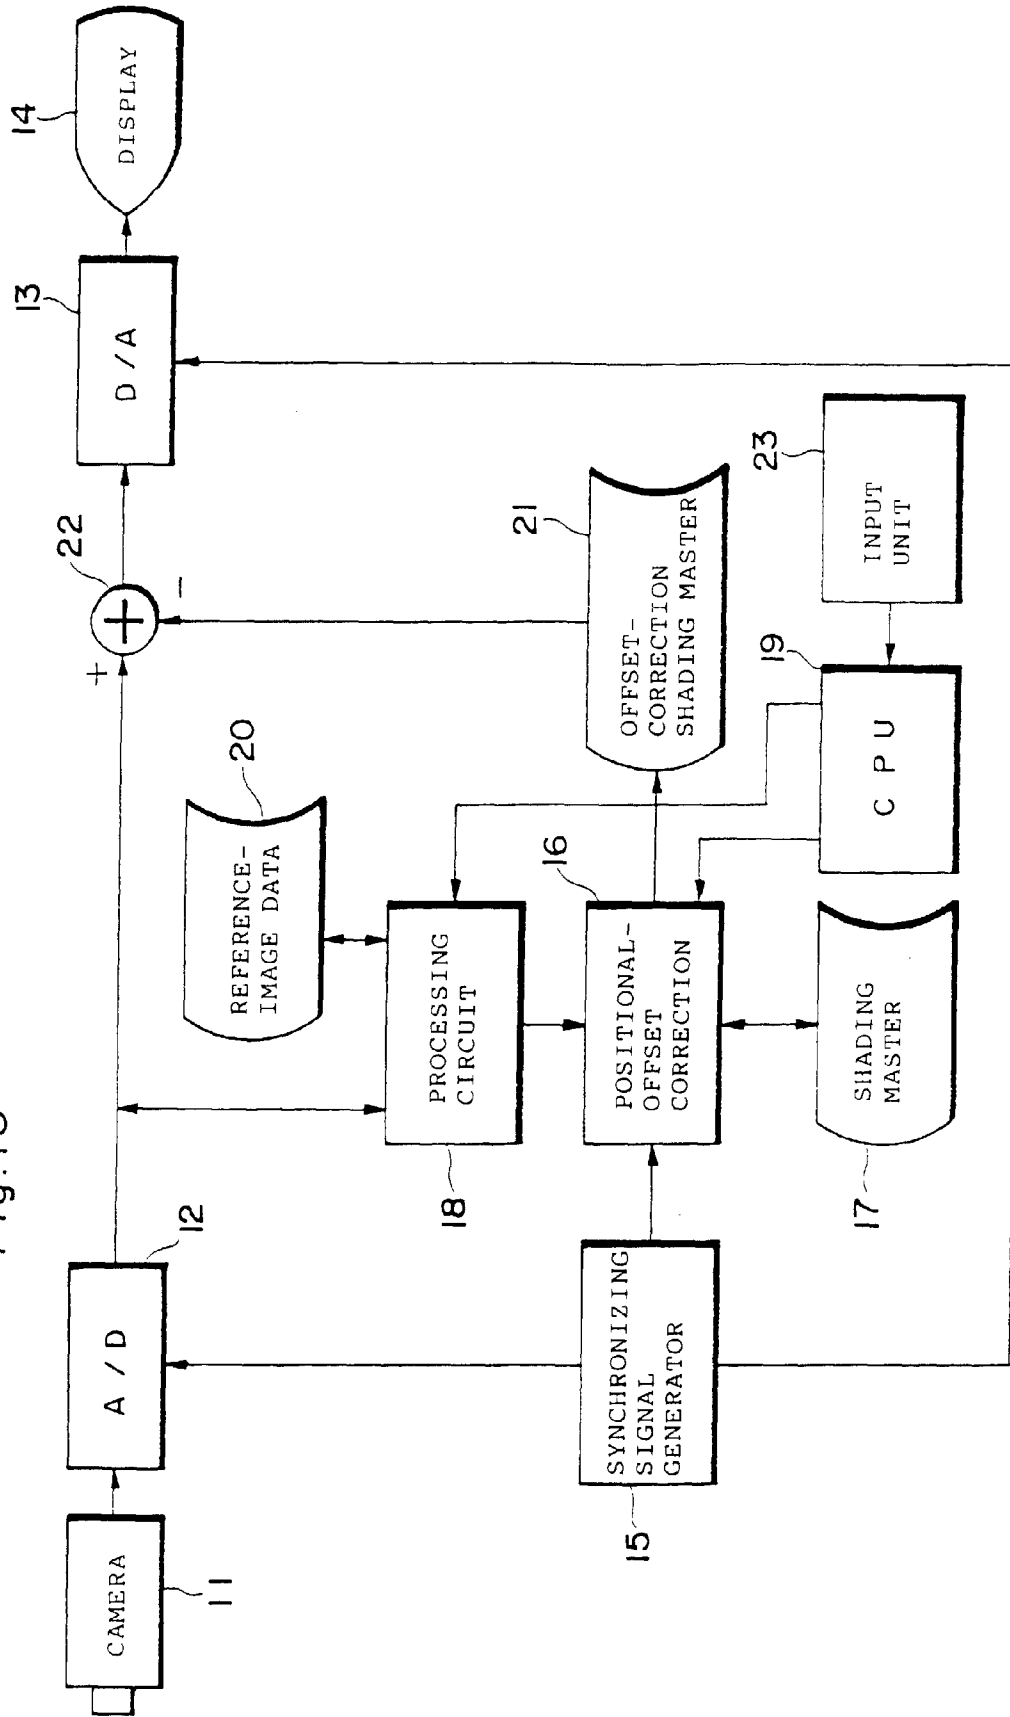 CAMERA
11
A/D
12
22
+
−
D/A
13
DISPLAY
14
REFERENCE-
IMAGE DATA
20
PROCESSING
CIRCUIT
18
SYNCHRONIZING
SIGNAL
GENERATOR
15
POSITIONAL-
OFFSET
CORRECTION
16
OFFSET-
CORRECTION
SHADING MASTER
21
SHADING
MASTER
17
CPU
19
INPUT
UNIT
23